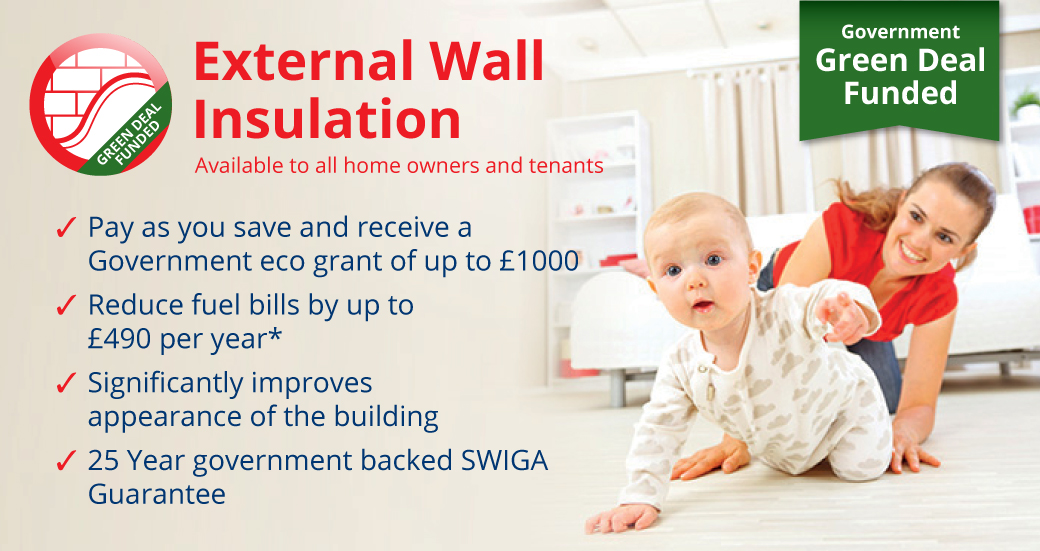 External Wall
Insulation
Available to all home owners and tenants
GREEN DEAL
FUNDED
Government
Green Deal
Funded
✓ Pay as you save and receive a
Government eco grant of up to £1000
✓ Reduce fuel bills by up to
£490 per year*
✓ Significantly improves
appearance of the building
✓ 25 Year government backed SWIGA
Guarantee